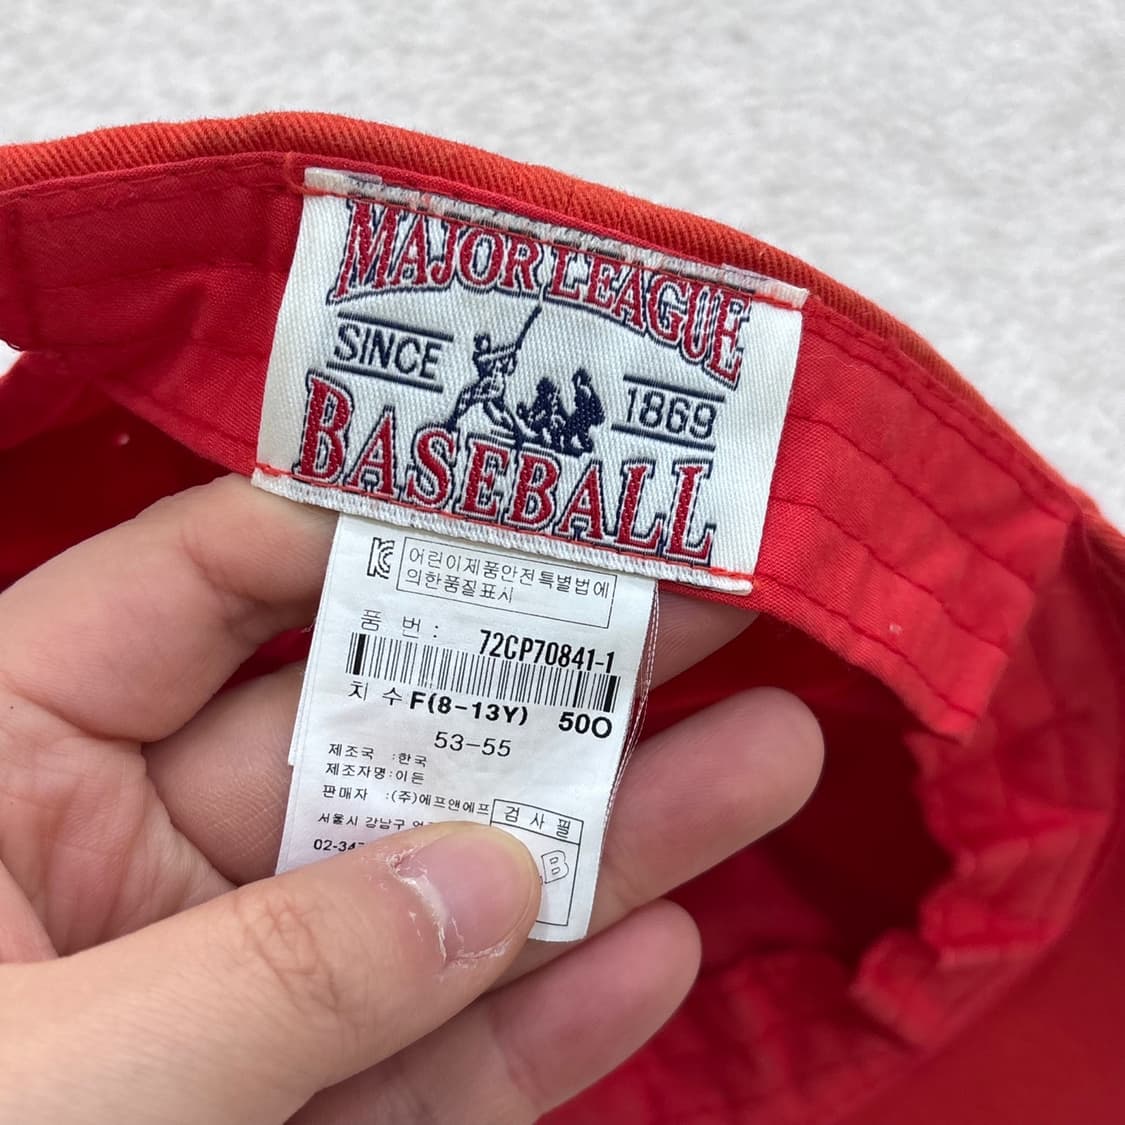 MAJOR LEAGUE
SINCE 1869
BASEBALL
어린이제품안전특별법에
의한품질표시
품 번 : 72CP70841-1
치 수 F(8-13Y) 50O
53-55
제조국 :한국
제조자명:이든
판매자 :(주)에프앤에프
검 사 필
서울시 강남구
02-347